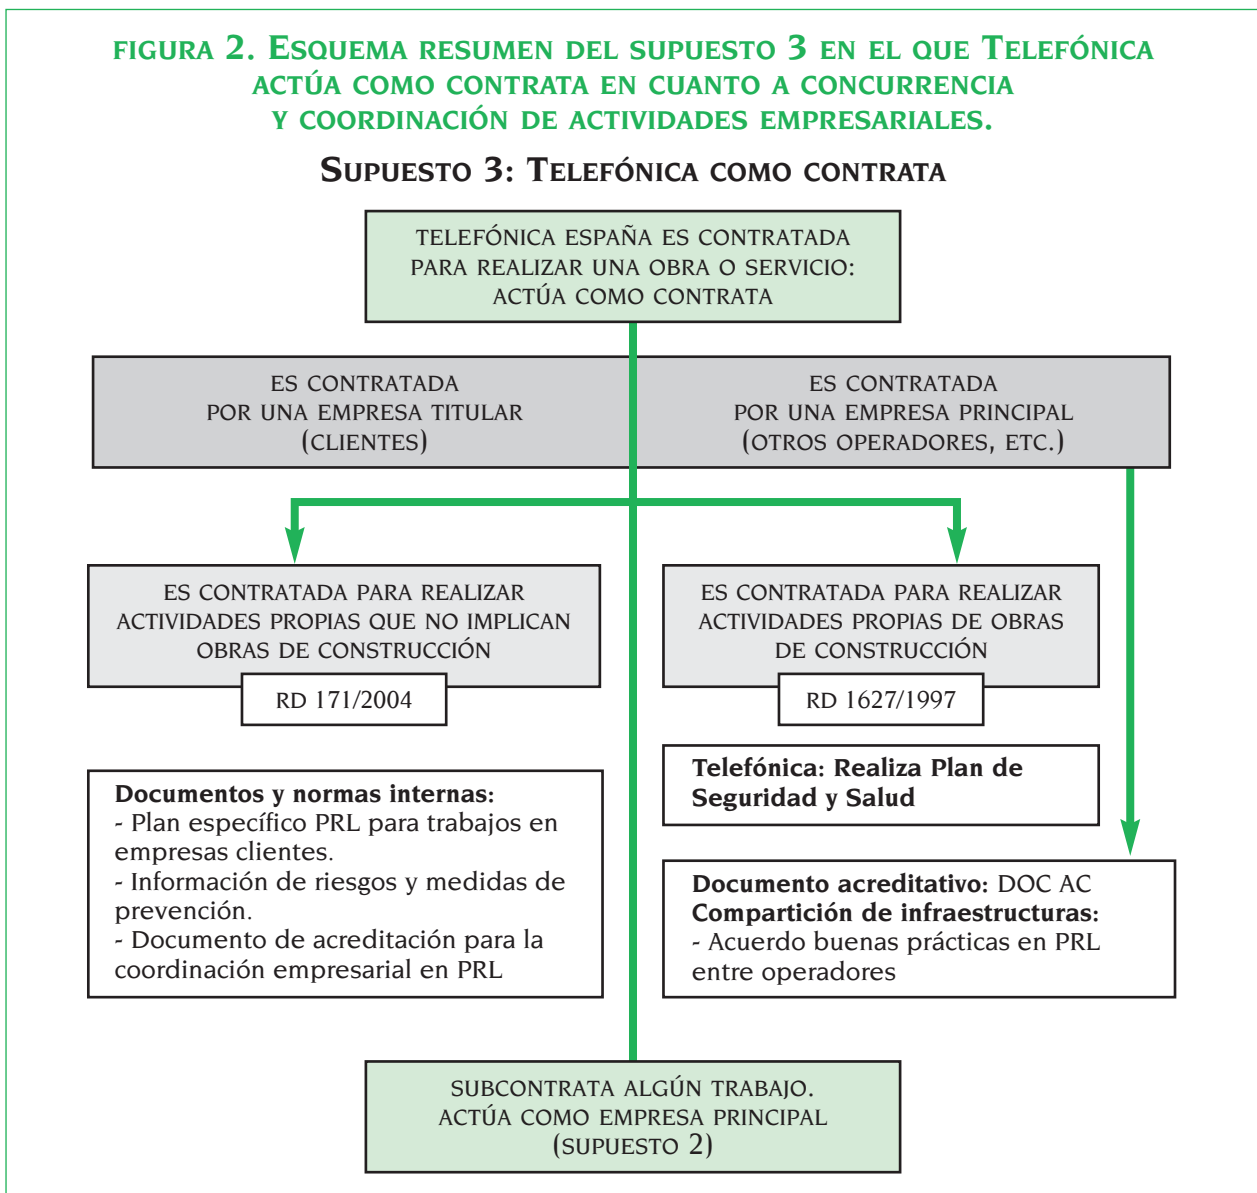 FIGURA 2. ESQUEMA RESUMEN DEL SUPUESTO 3 EN EL QUE TELEFÓNICA
ACTÚA COMO CONTRATA EN CUANTO A CONCURRENCIA
Y COORDINACIÓN DE ACTIVIDADES EMPRESARIALES.
SUPUESTO 3: TELEFÓNICA COMO CONTRATA
TELEFÓNICA ESPAÑA ES CONTRATADA
PARA REALIZAR UNA OBRA O SERVICIO:
ACTÚA COMO CONTRATA
ES CONTRATADA
POR UNA EMPRESA TITULAR
(CLIENTES)
ES CONTRATADA
POR UNA EMPRESA PRINCIPAL
(OTROS OPERADORES, ETC.)
ES CONTRATADA PARA REALIZAR
ACTIVIDADES PROPIAS QUE NO IMPLICAN
OBRAS DE CONSTRUCCIÓN
RD 171/2004
ES CONTRATADA PARA REALIZAR
ACTIVIDADES PROPIAS DE OBRAS
DE CONSTRUCCIÓN
RD 1627/1997
Documentos y normas internas:
- Plan específico PRL para trabajos en
empresas clientes.
- Información de riesgos y medidas de
prevención.
- Documento de acreditación para la
coordinación empresarial en PRL
Telefónica: Realiza Plan de
Seguridad y Salud
Documento acreditativo: DOC AC
Compartición de infraestructuras:
- Acuerdo buenas prácticas en PRL
entre operadores
SUBCONTRATA ALGÚN TRABAJO.
ACTÚA COMO EMPRESA PRINCIPAL
(SUPUESTO 2)